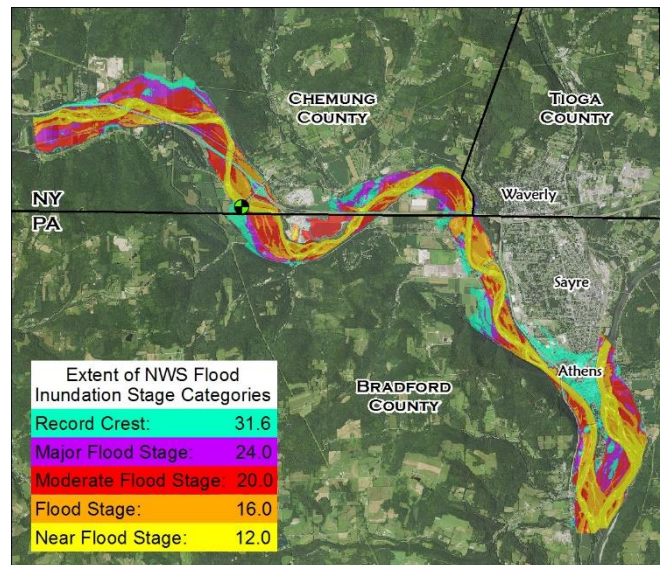 CHEMUNG
COUNTY
TIOGA
COUNTY
NY
PA
Waverly
Sayre
Athens
BRADFORD
COUNTY
Extent of NWS Flood
Inundation Stage Categories
Record Crest: 31.6
Major Flood Stage: 24.0
Moderate Flood Stage: 20.0
Flood Stage: 16.0
Near Flood Stage: 12.0